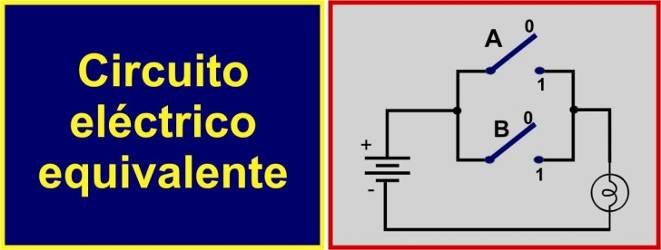 Circuito
eléctrico
equivalente
A 0
1
B 0
1
+
-